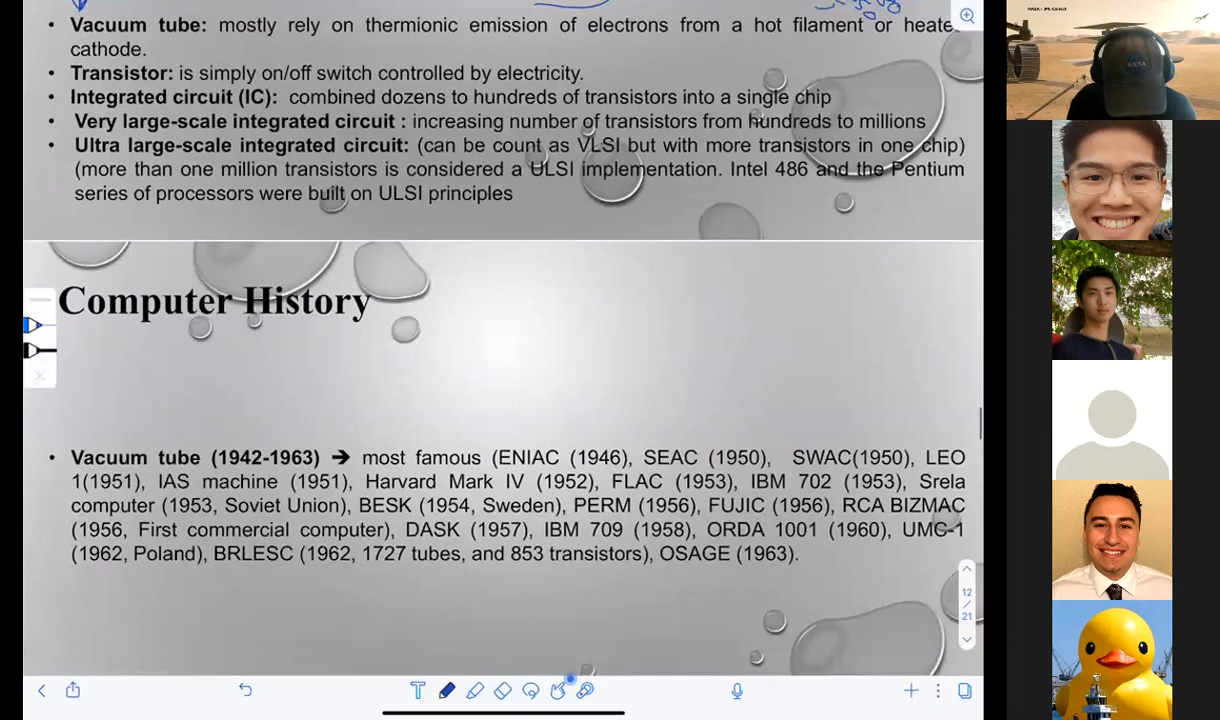 • Vacuum tube: mostly rely on thermionic emission of electrons from a hot filament or heate
cathode.
• Transistor: is simply on/off switch controlled by electricity.
• Integrated circuit (IC): combined dozens to hundreds of transistors into a single chip
• Very large-scale integrated circuit : increasing number of transistors from hundreds to millions
• Ultra large-scale integrated circuit: (can be count as VLSI but with more transistors in one chip)
(more than one million transistors is considered a ULSI implementation. Intel 486 and the Pentium
series of processors were built on ULSI principles
Computer History
• Vacuum tube (1942-1963) ➔ most famous (ENIAC (1946), SEAC (1950), SWAC(1950), LEO
1(1951), IAS machine (1951), Harvard Mark IV (1952), FLAC (1953), IBM 702 (1953), Srela
computer (1953, Soviet Union), BESK (1954, Sweden), PERM (1956), FUJIC (1956), RCA BIZMAC
(1956, First commercial computer), DASK (1957), IBM 709 (1958), ORDA 1001 (1960), UMC-1
(1962, Poland), BRLESC (1962, 1727 tubes, and 853 transistors), OSAGE (1963).
12
/
21
T
NASA